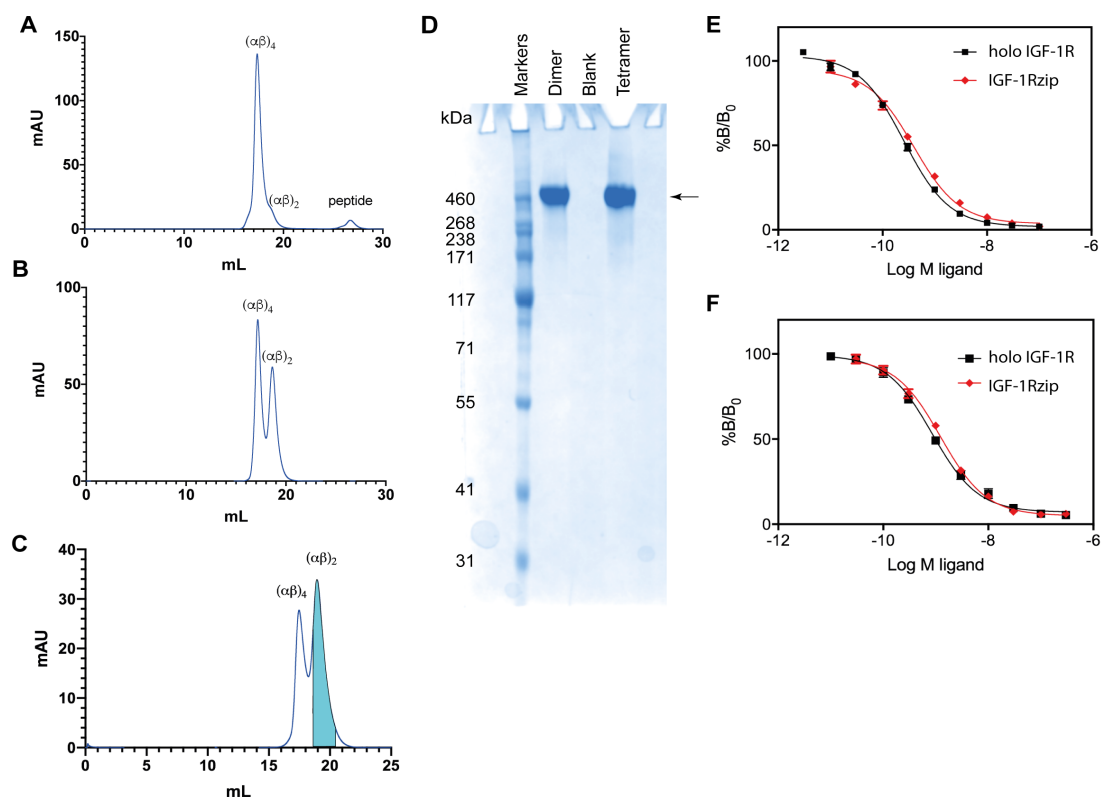 A
(αβ)4
(αβ)2
peptide
150
100
50
0
mAU
0 10 20 30
mL
B
(αβ)4
(αβ)2
100
50
0
mAU
0 10 20 30
mL
C
(αβ)4
(αβ)2
40
30
20
10
0
mAU
0 5 10 15 20 25
mL
D
Markers
Dimer
Blank
Tetramer
kDa
460
268
238
171
117
71
55
41
31
E
holo IGF-1R
IGF-1Rzip
100
50
0
%B/B0
-12 -10 -8 -6
Log M ligand
F
holo IGF-1R
IGF-1Rzip
100
50
0
%B/B0
-12 -10 -8 -6
Log M ligand